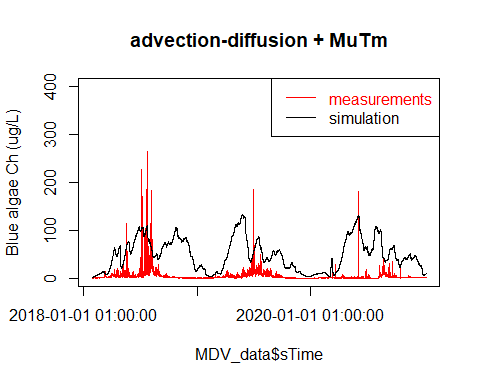 advection-diffusion + MuTm
Blue algae Ch (ug/L)
400
300
200
100
0
measurements
simulation
2018-01-01 01:00:00
2020-01-01 01:00:00
MDV_data$sTime